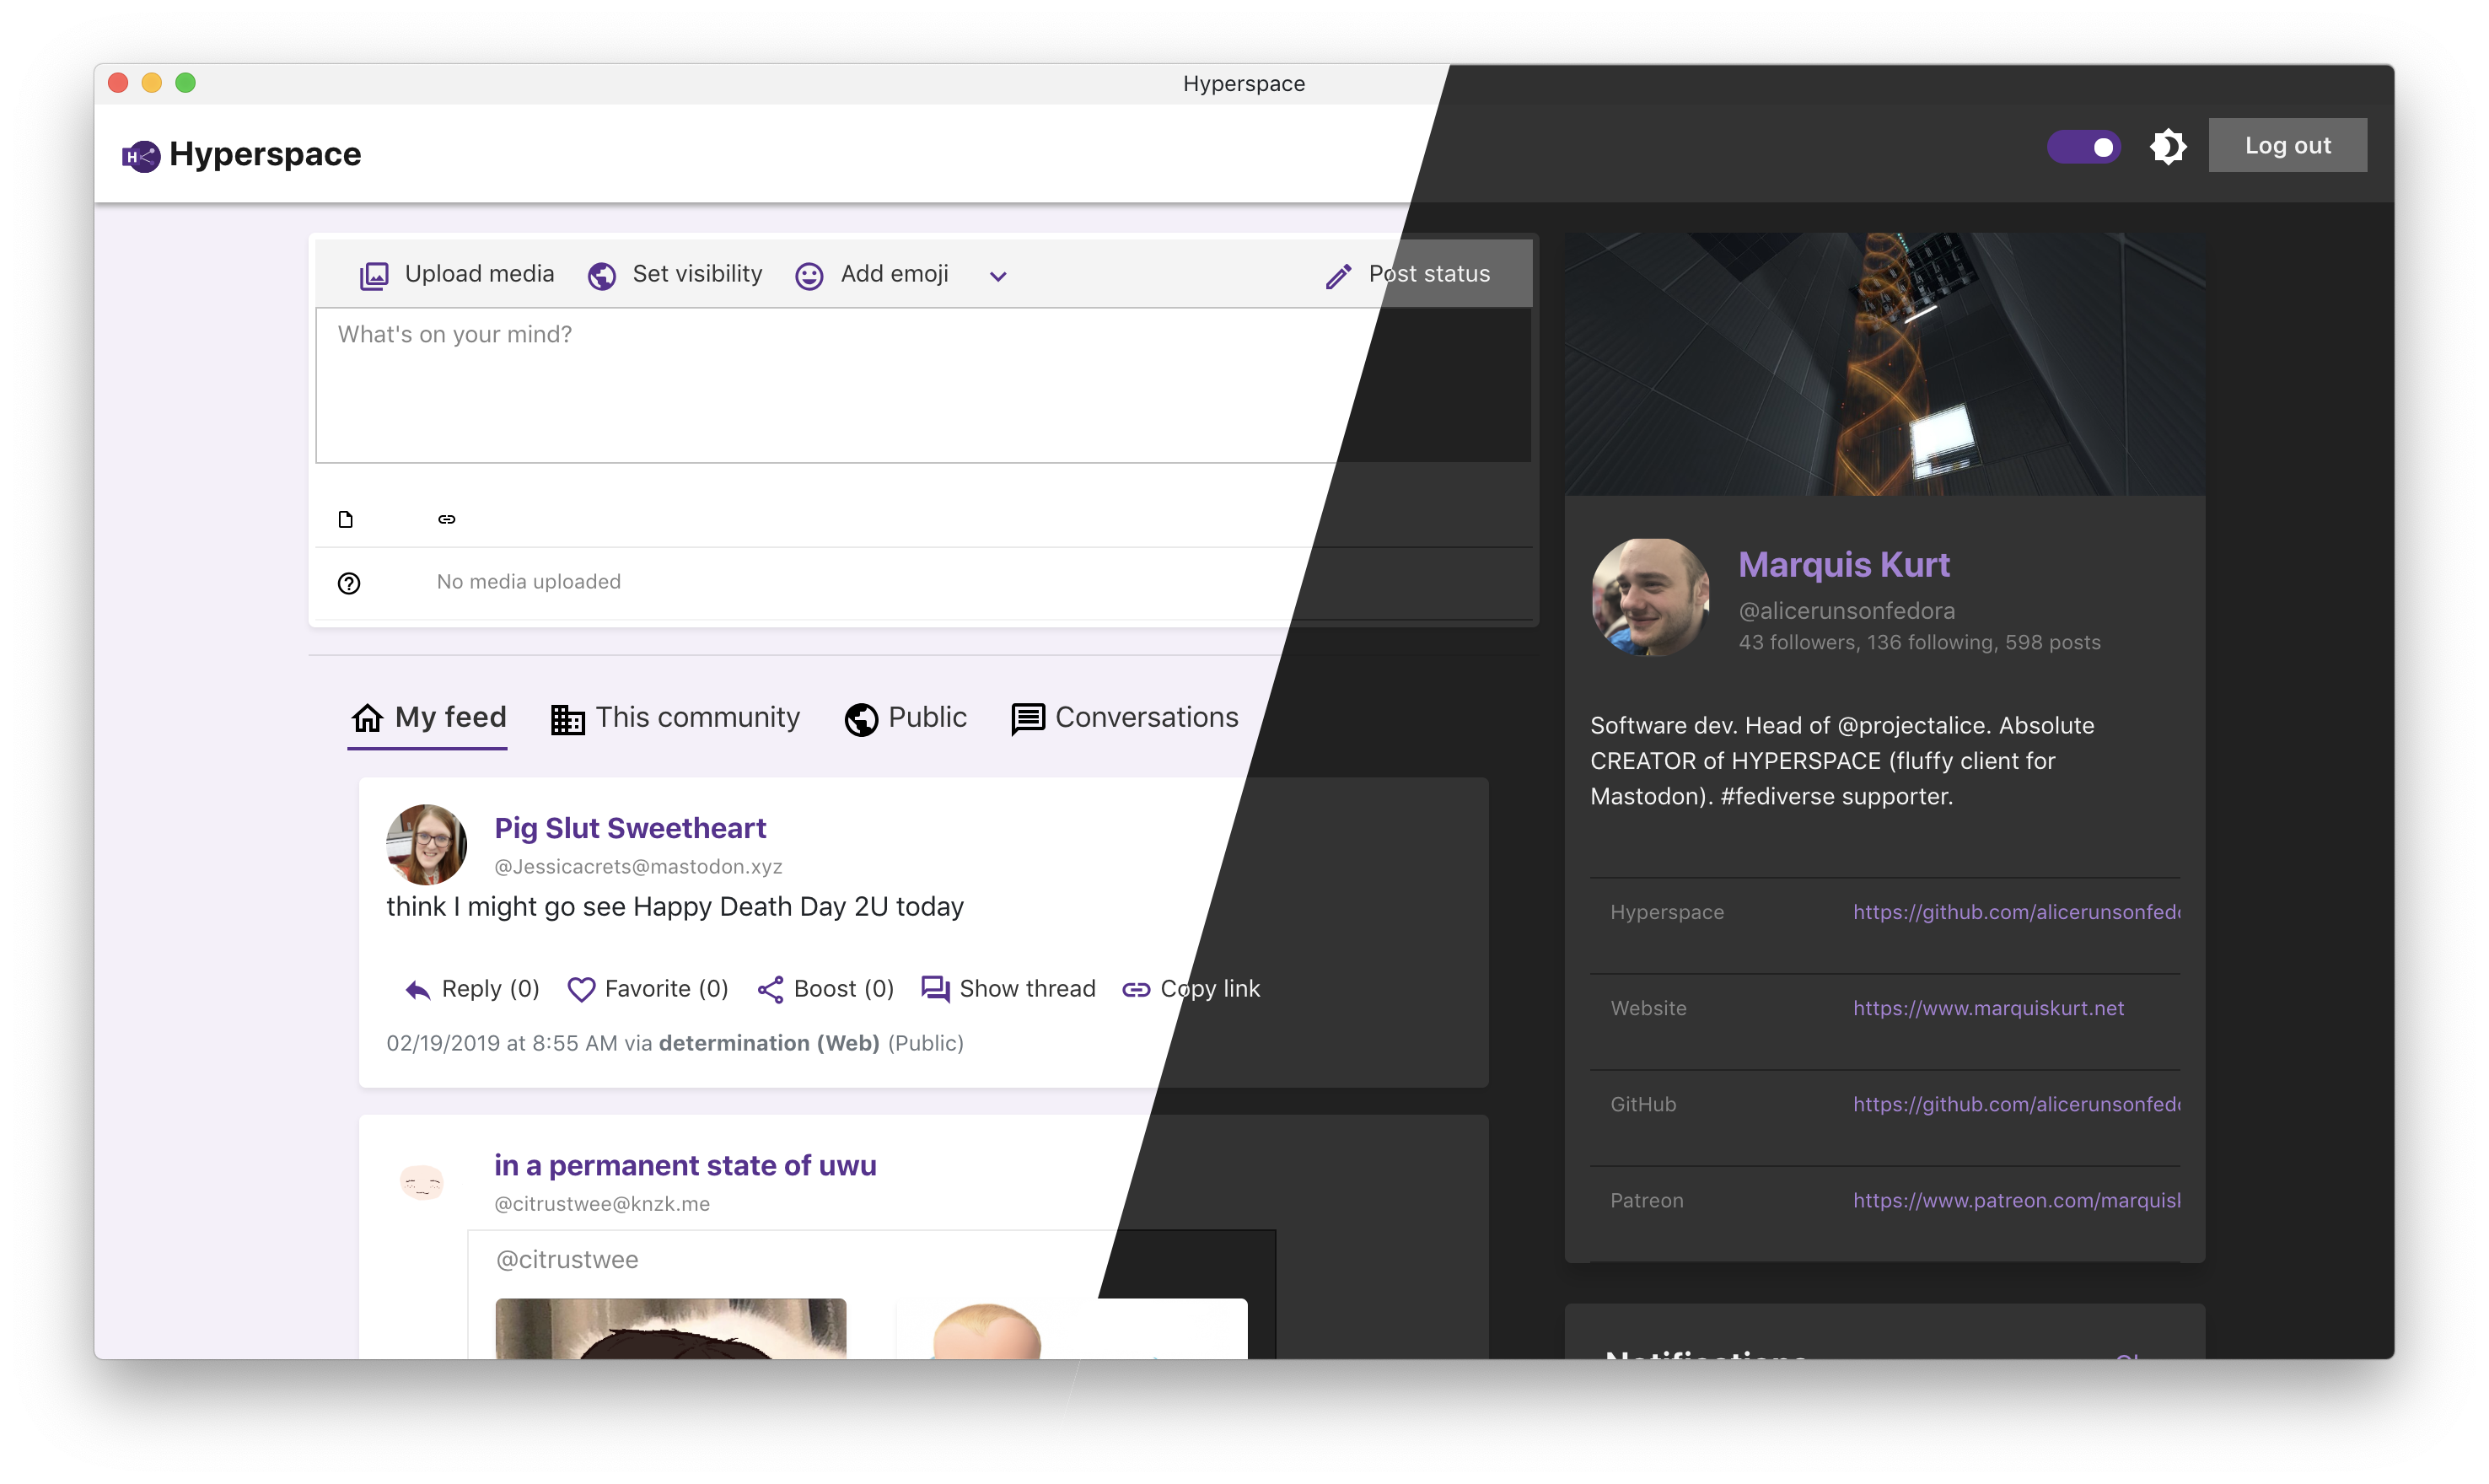 Hyperspace
Hyperspace
Log out
Upload media
Set visibility
Add emoji
Post status
What's on your mind?
No media uploaded
My feed
This community
Public
Conversations
Pig Slut Sweetheart
@Jessicacrets@mastodon.xyz
think I might go see Happy Death Day 2U today
Reply (0)
Favorite (0)
Boost (0)
Show thread
Copy link
02/19/2019 at 8:55 AM via determination (Web) (Public)
in a permanent state of uwu
@citrustwee@knzk.me
@citrustwee
Marquis Kurt
@alicerunsonfedora
43 followers, 136 following, 598 posts
Software dev. Head of @projectalice. Absolute
CREATOR of HYPERSPACE (fluffy client for
Mastodon). #fediverse supporter.
Hyperspace
https://github.com/alicerunsonfed
Website
https://www.marquiskurt.net
GitHub
https://github.com/alicerunsonfed
Patreon
https://www.patreon.com/marquis
Notifications